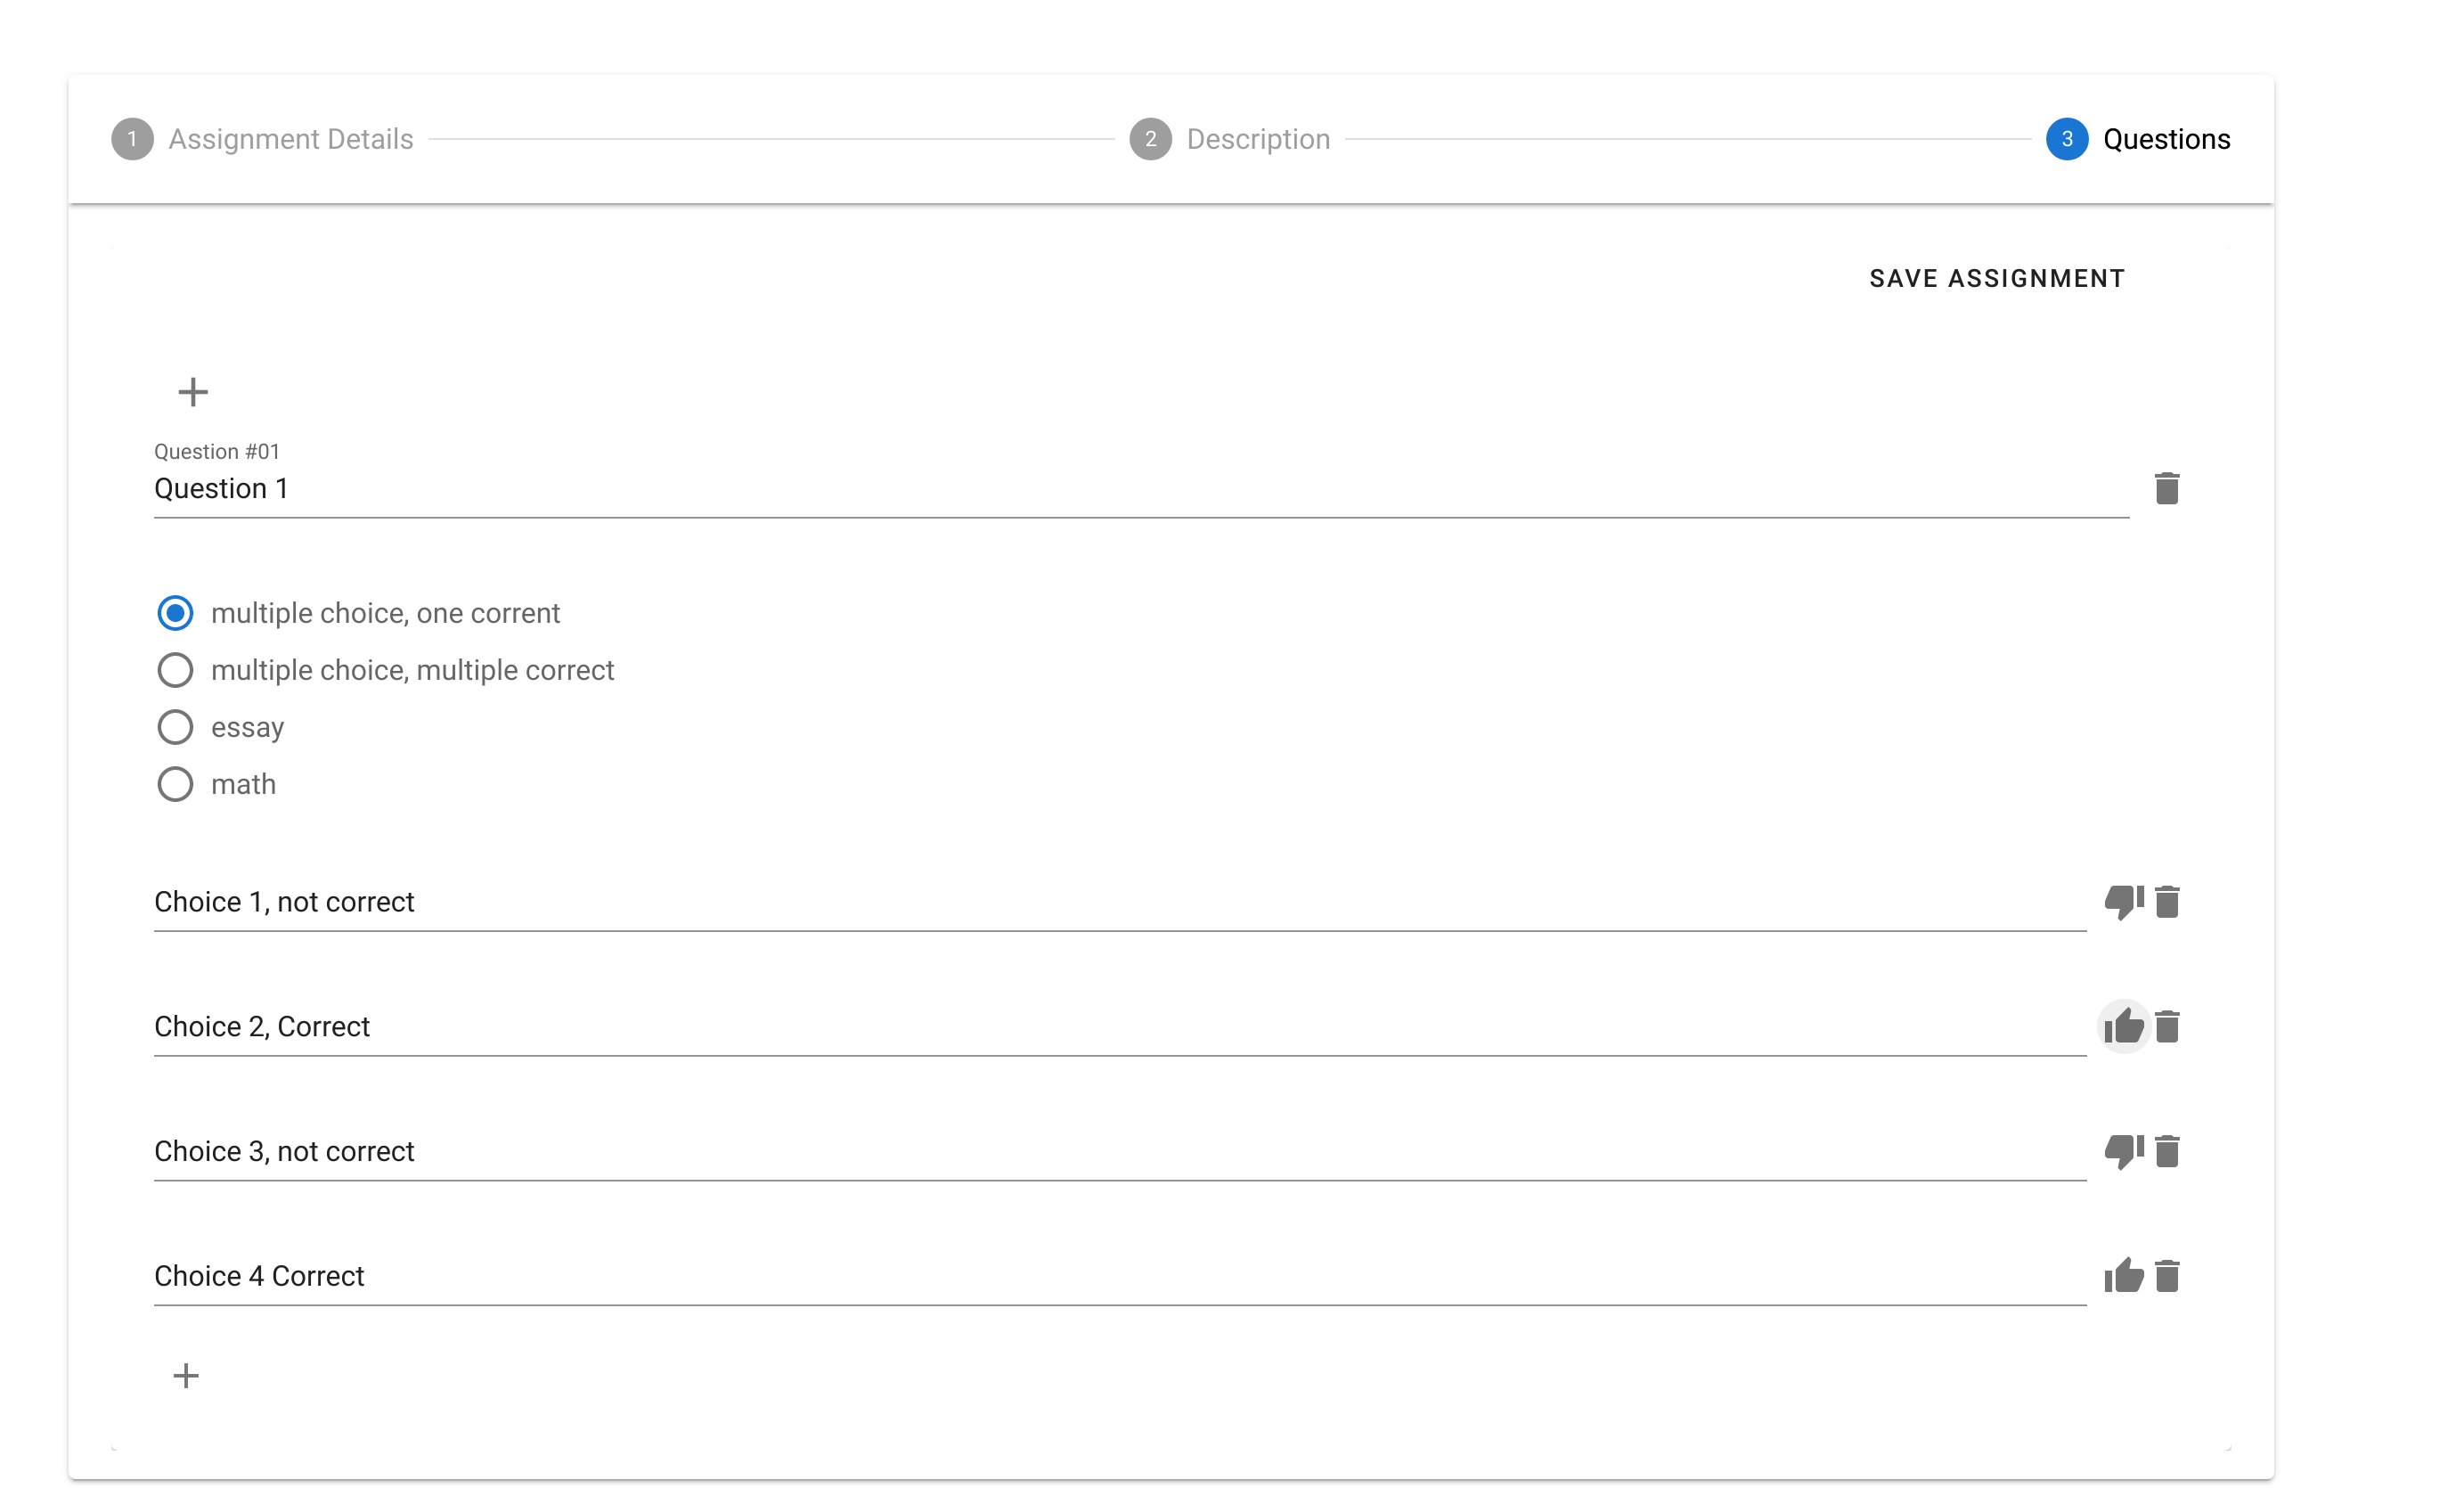 1 Assignment Details 2 Description 3 Questions
SAVE ASSIGNMENT
Question #01
Question 1
multiple choice, one corrent
multiple choice, multiple correct
essay
math
Choice 1, not correct
Choice 2, Correct
Choice 3, not correct
Choice 4 Correct